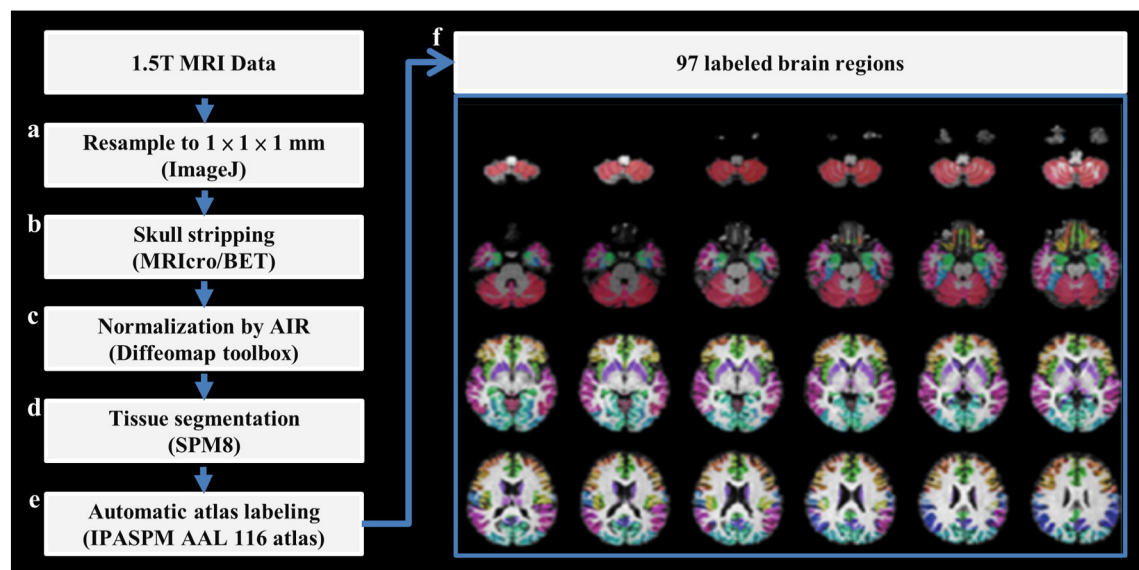 1.5T MRI Data
a
Resample to 1 × 1 × 1 mm
(ImageJ)
b
Skull stripping
(MRIcro/BET)
c
Normalization by AIR
(Diffeomap toolbox)
d
Tissue segmentation
(SPM8)
e
Automatic atlas labeling
(IPASPM AAL 116 atlas)
f
97 labeled brain regions